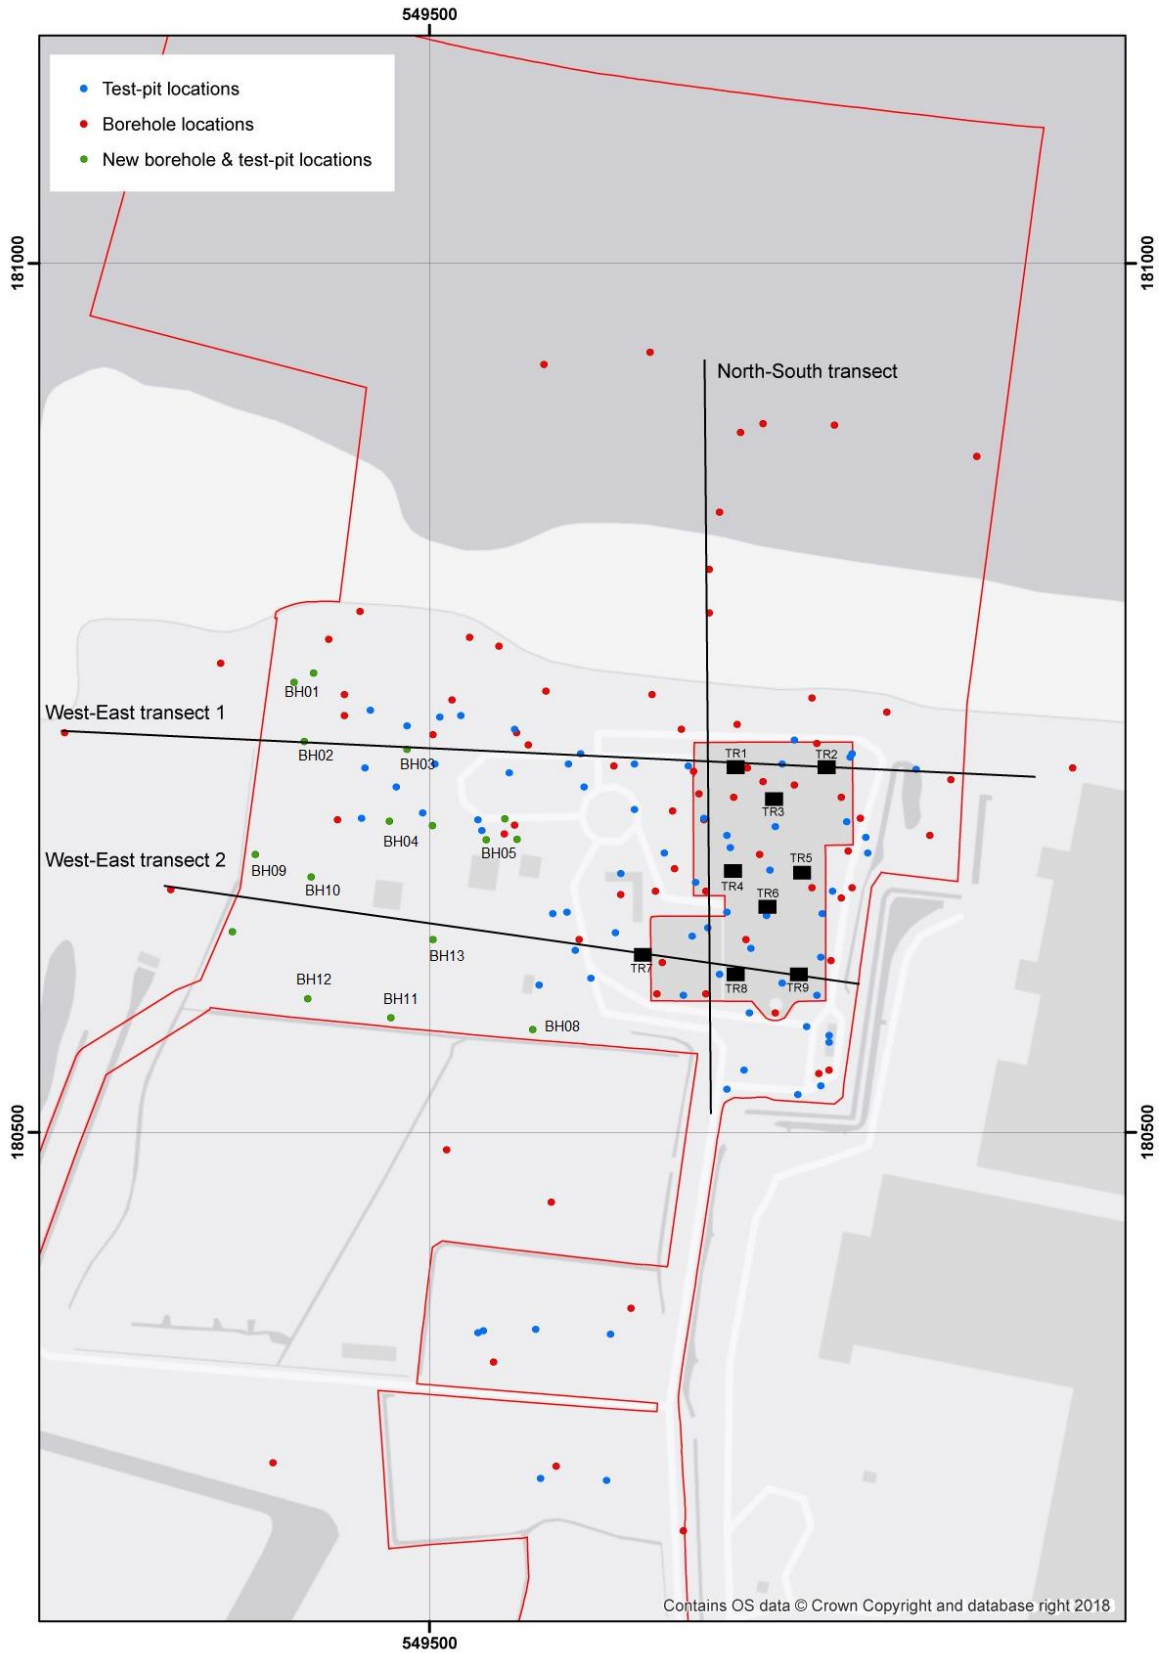 549500
Test-pit locations
Borehole locations
New borehole & test-pit locations
181000
181000
North-South transect
BH01
West-East transect 1
BH02
BH03
TR1
TR2
TR3
BH04
BH05
West-East transect 2
BH09
BH10
TR4
TR5
TR6
BH13
TR7
BH12
TR8
TR9
BH11
BH08
180500
180500
Contains OS data © Crown Copyright and database right 2018
549500